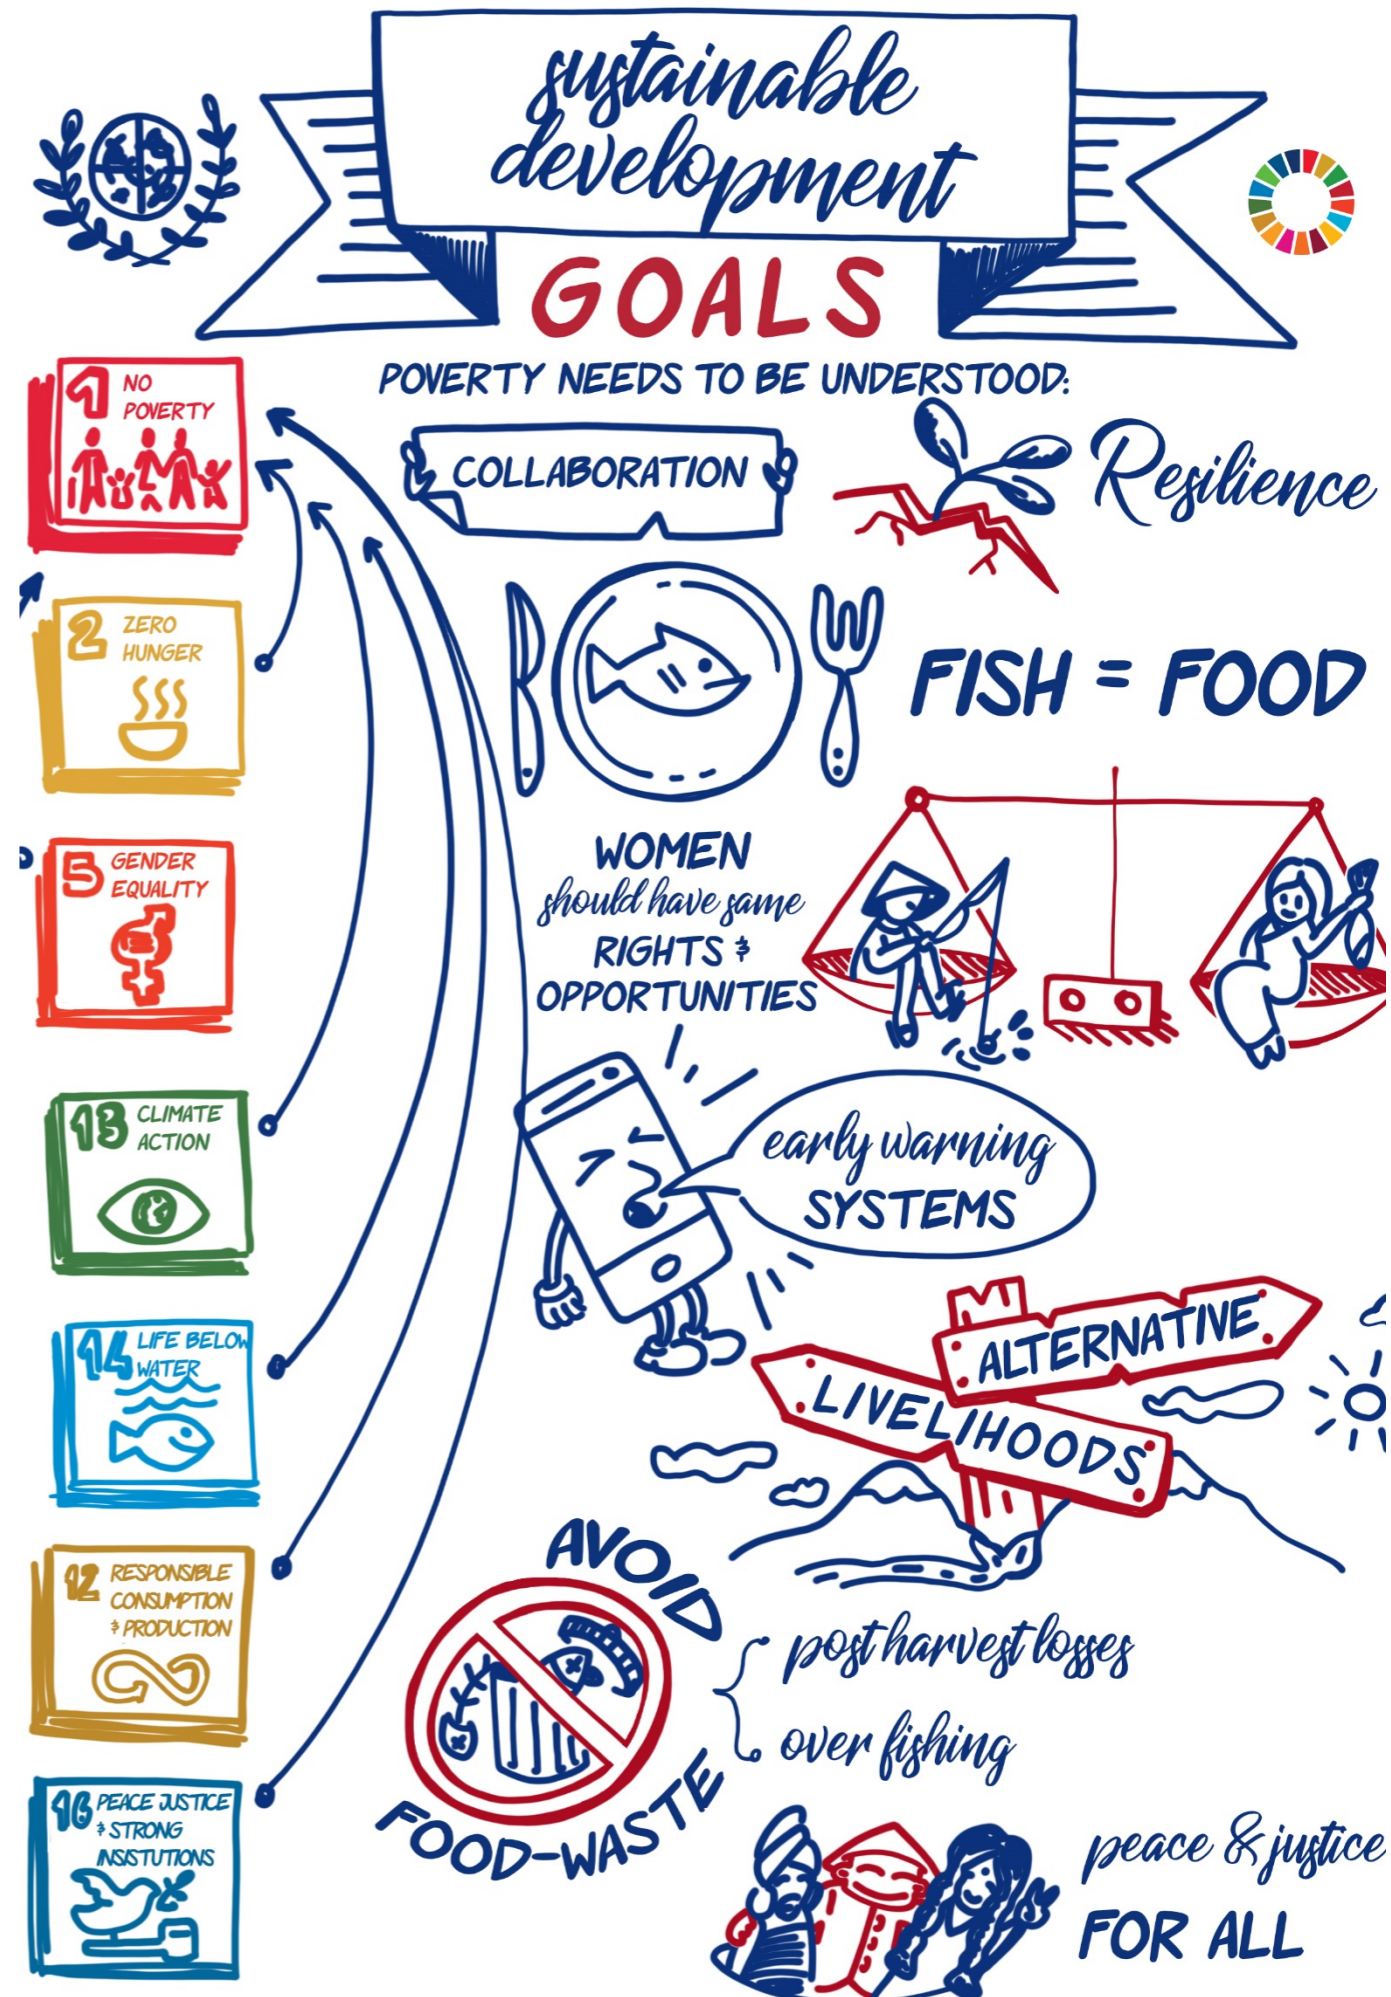 sustainable
development
GOALS
POVERTY NEEDS TO BE UNDERSTOOD:
1 NO
POVERTY
COLLABORATION
Resilience
2 ZERO
HUNGER
FISH = FOOD
5 GENDER
EQUALITY
WOMEN
should have same
RIGHTS &
OPPORTUNITIES
13 CLIMATE
ACTION
early warning
SYSTEMS
14 LIFE BELOW
WATER
ALTERNATIVE
LIVELIHOODS
12 RESPONSIBLE
CONSUMPTION
& PRODUCTION
AVOID
FOOD-WASTE
post harvest losses
over fishing
16 PEACE JUSTICE
& STRONG
INSISTUTIONS
peace & justice
FOR ALL